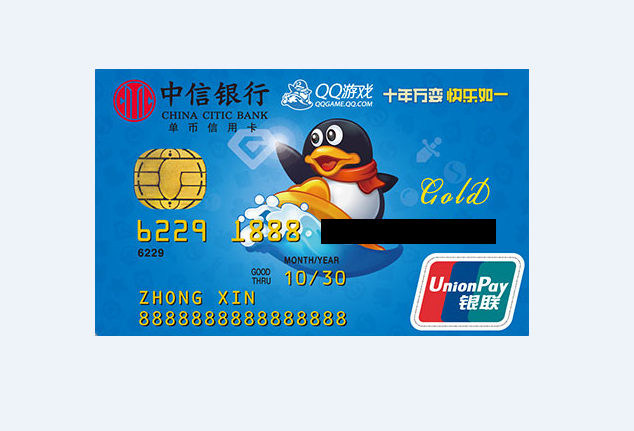 中信银行
CHINA CITIC BANK
单币信用卡
CITIC
QQ游戏
QQGAME.QQ.COM
十年万变 快乐如一
Gold
6229 1888
6229
MONTH/YEAR
GOOD THRU 10/30
ZHONG XIN
88888888888888888
UnionPay
银联